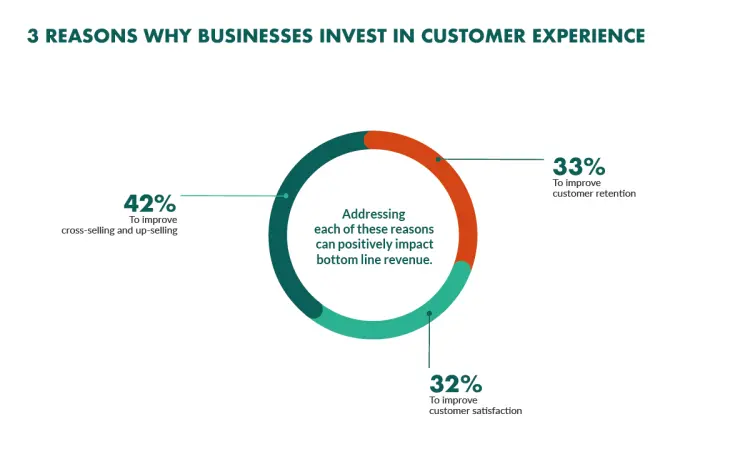 3 REASONS WHY BUSINESSES INVEST IN CUSTOMER EXPERIENCE
33%
To improve
customer retention
42%
To improve
cross-selling and up-selling
Addressing
each of these reasons
can positively impact
bottom line revenue.
32%
To improve
customer satisfaction